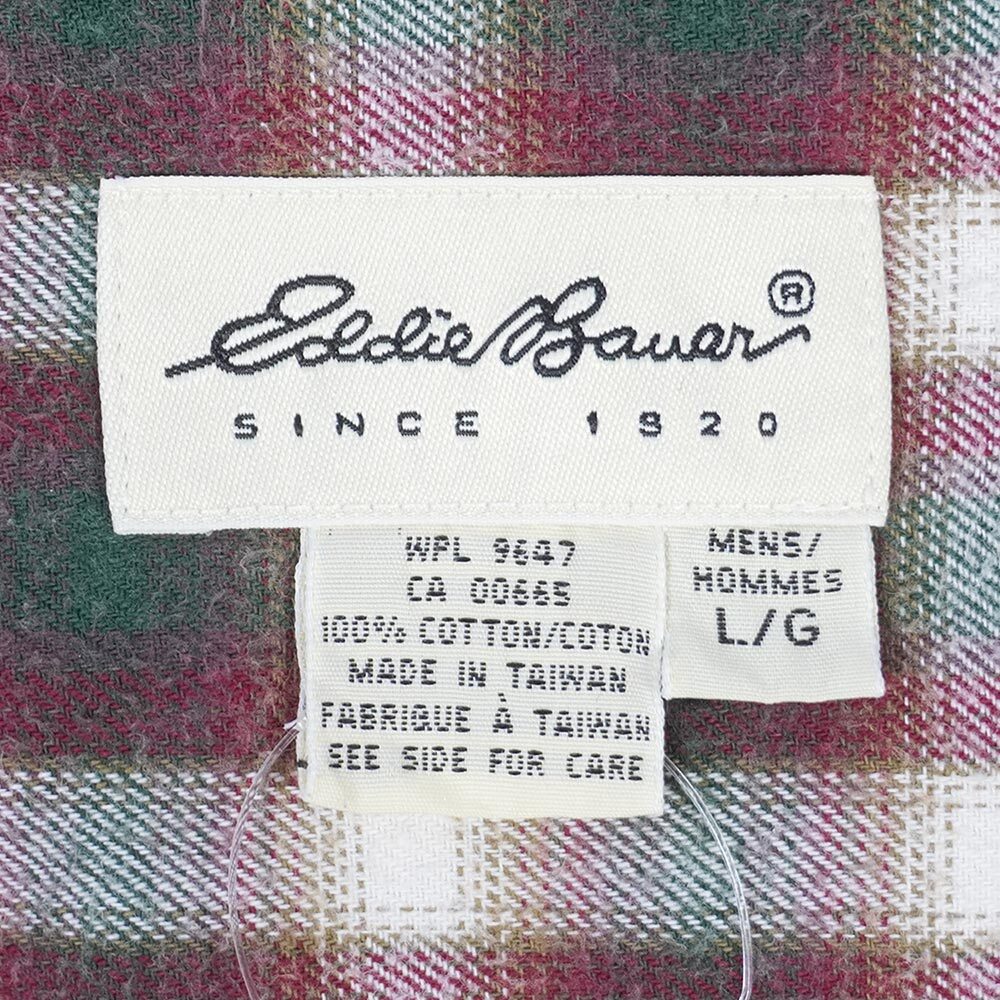 Eddie Bauer ®
SINCE 1920
WPL 9647
CA 00665
100% COTTON/COTON
MADE IN TAIWAN
FABRIQUE À TAIWAN
SEE SIDE FOR CARE
MENS/
HOMMES
L/G